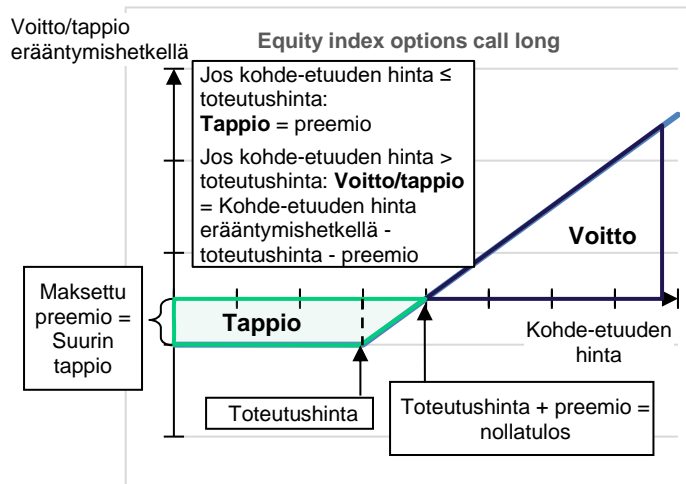 Voitto/tappio
erääntymishetkellä
Equity index options call long
Jos kohde-etuuden hinta ≤
toteutushinta:
Tappio = preemio
Jos kohde-etuuden hinta >
toteutushinta: Voitto/tappio
= Kohde-etuuden hinta
erääntymishetkellä -
toteutushinta - preemio
Voitto
Maksettu
preemio =
Suurin
tappio
Tappio
Kohde-etuuden
hinta
Toteutushinta
Toteutushinta + preemio =
nollatulos